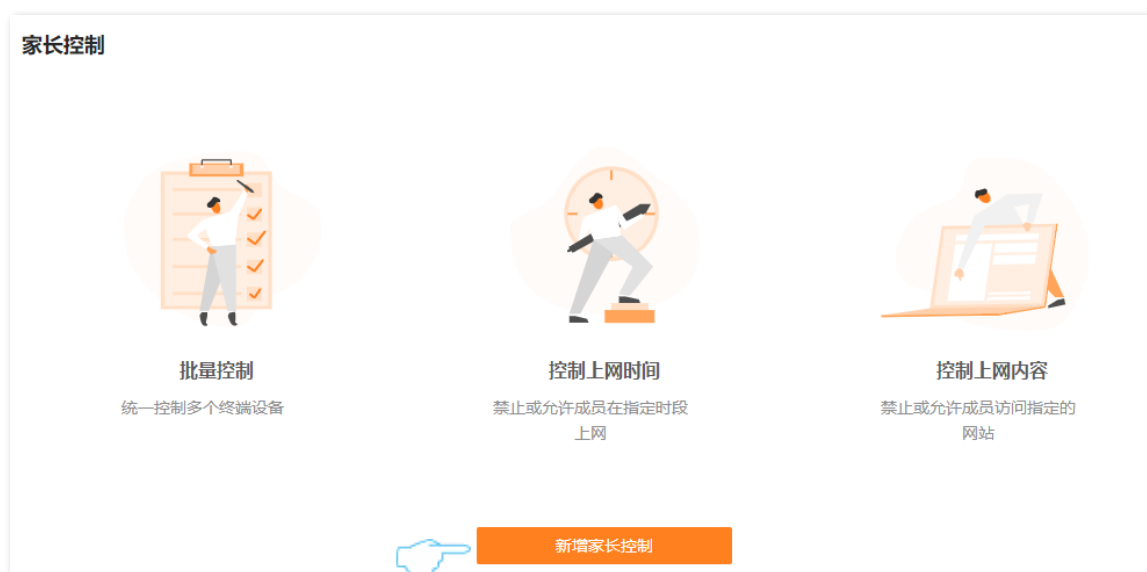 家长控制
批量控制
统一控制多个终端设备
控制上网时间
禁止或允许成员在指定时段
上网
控制上网内容
禁止或允许成员访问指定的
网站
新增家长控制